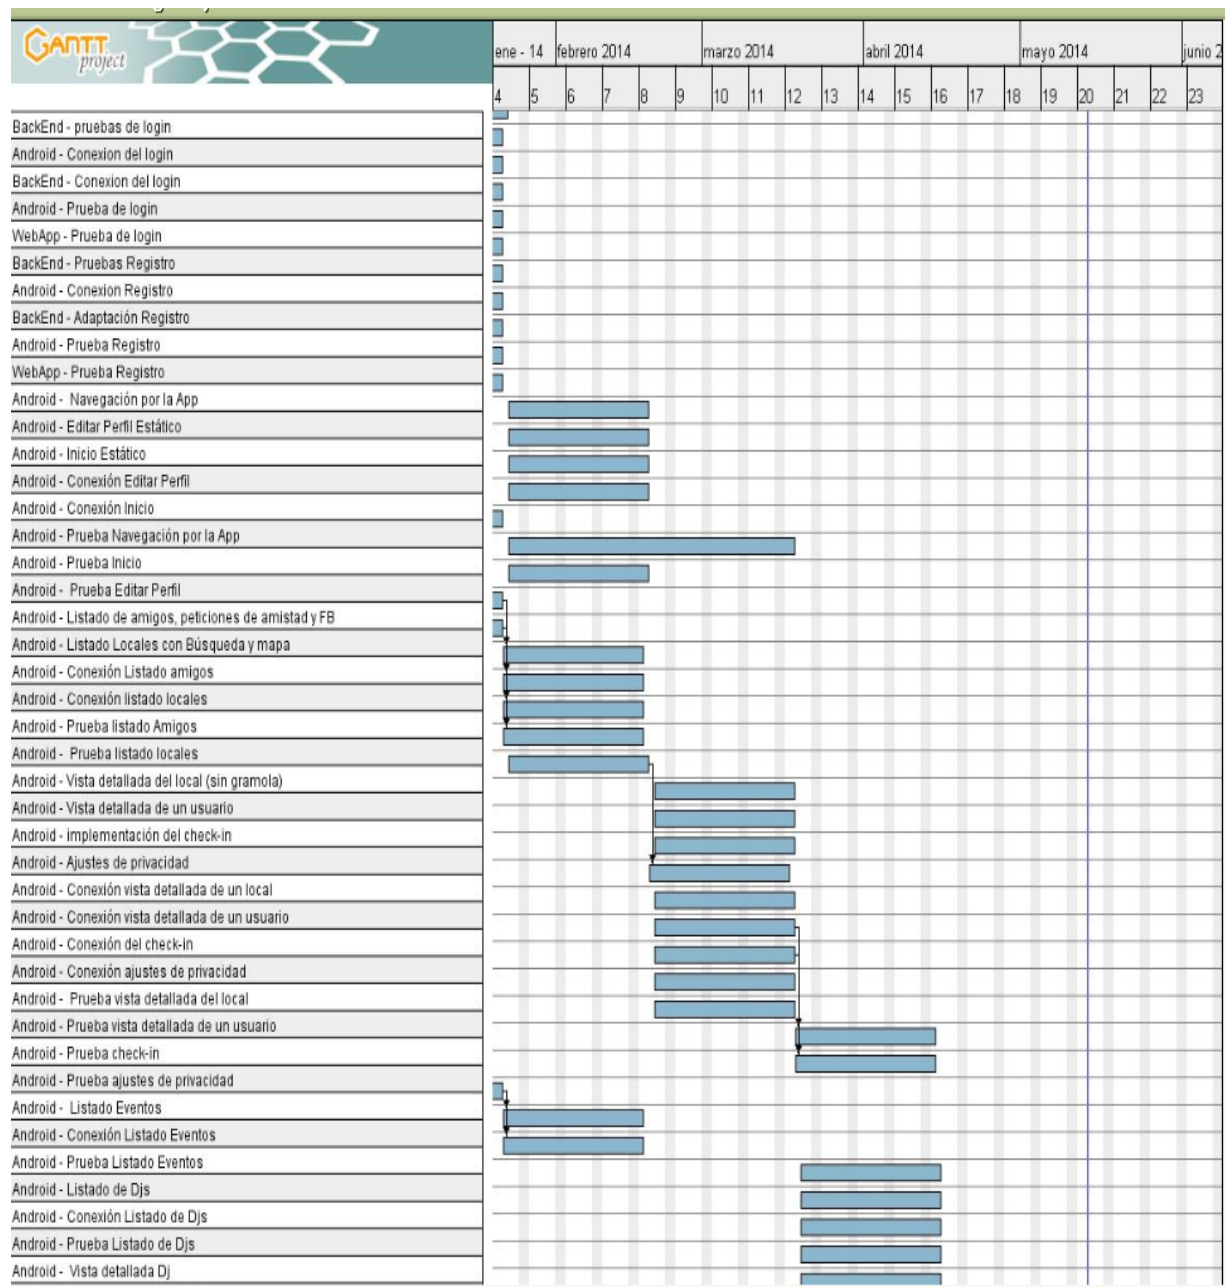 GANTT
project
ene - 14 febrero 2014 marzo 2014 abril 2014 mayo 2014 junio 2
4 5 6 7 8 9 10 11 12 13 14 15 16 17 18 19 20 21 22 23
BackEnd - pruebas de login
Android - Conexion del login
BackEnd - Conexion del login
Android - Prueba de login
WebApp - Prueba de login
BackEnd - Pruebas Registro
Android - Conexion Registro
BackEnd - Adaptación Registro
Android - Prueba Registro
WebApp - Prueba Registro
Android - Navegación por la App
Android - Editar Perfil Estático
Android - Inicio Estático
Android - Conexión Editar Perfil
Android - Conexión Inicio
Android - Prueba Navegación por la App
Android - Prueba Inicio
Android - Prueba Editar Perfil
Android - Listado de amigos, peticiones de amistad y FB
Android - Listado Locales con Búsqueda y mapa
Android - Conexión Listado amigos
Android - Conexión listado locales
Android - Prueba listado Amigos
Android - Prueba listado locales
Android - Vista detallada del local (sin gramola)
Android - Vista detallada de un usuario
Android - implementación del check-in
Android - Ajustes de privacidad
Android - Conexión vista detallada de un local
Android - Conexión vista detallada de un usuario
Android - Conexión del check-in
Android - Conexión ajustes de privacidad
Android - Prueba vista detallada del local
Android - Prueba vista detallada de un usuario
Android - Prueba check-in
Android - Prueba ajustes de privacidad
Android - Listado Eventos
Android - Conexión Listado Eventos
Android - Prueba Listado Eventos
Android - Listado de Djs
Android - Conexión Listado de Djs
Android - Prueba Listado de Djs
Android - Vista detallada Dj